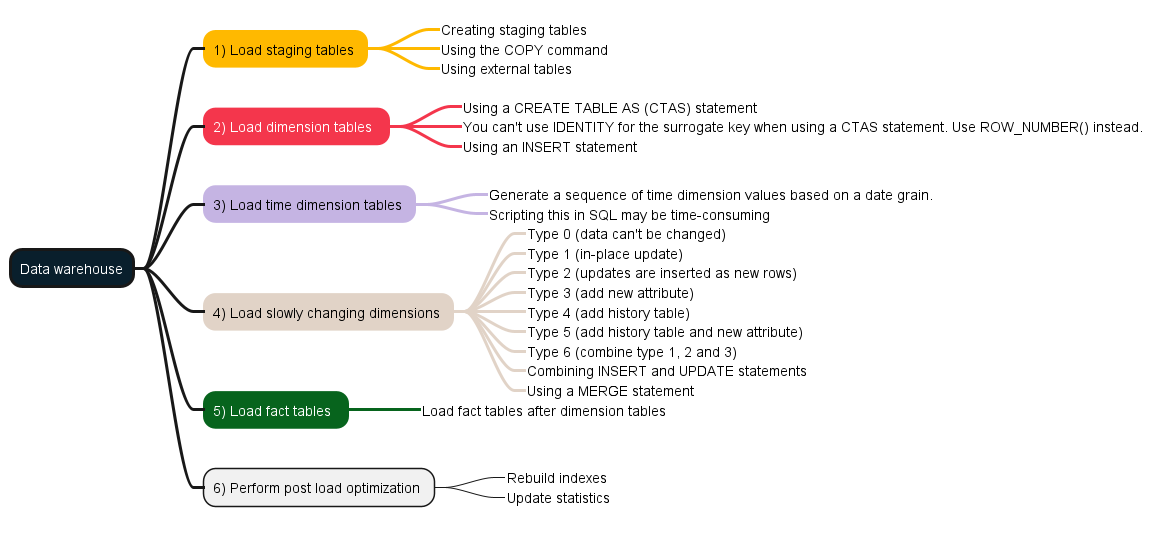 Data warehouse
1) Load staging tables
Creating staging tables
Using the COPY command
Using external tables
2) Load dimension tables
Using a CREATE TABLE AS (CTAS) statement
You can't use IDENTITY for the surrogate key when using a CTAS statement. Use ROW_NUMBER() instead.
Using an INSERT statement
3) Load time dimension tables
Generate a sequence of time dimension values based on a date grain.
Scripting this in SQL may be time-consuming
4) Load slowly changing dimensions
Type 0 (data can't be changed)
Type 1 (in-place update)
Type 2 (updates are inserted as new rows)
Type 3 (add new attribute)
Type 4 (add history table)
Type 5 (add history table and new attribute)
Type 6 (combine type 1, 2 and 3)
Combining INSERT and UPDATE statements
Using a MERGE statement
5) Load fact tables
Load fact tables after dimension tables
6) Perform post load optimization
Rebuild indexes
Update statistics